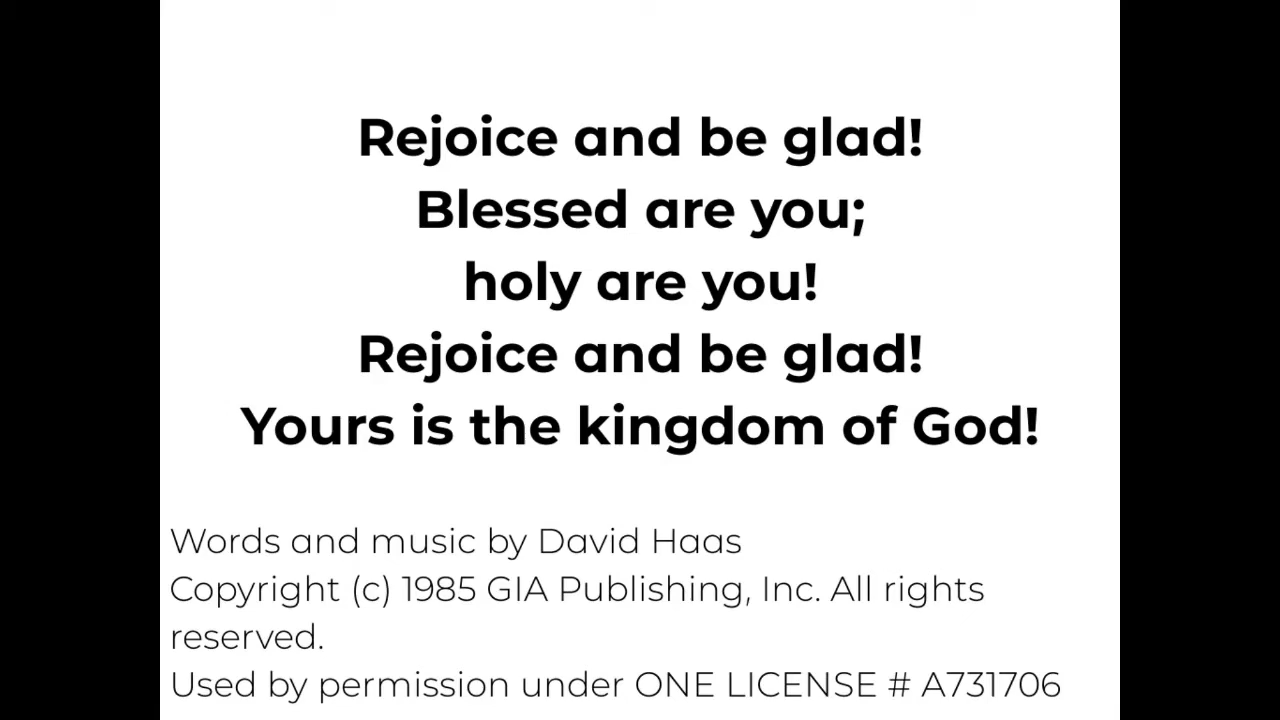 Rejoice and be glad!
Blessed are you;
holy are you!
Rejoice and be glad!
Yours is the kingdom of God!
Words and music by David Haas
Copyright (c) 1985 GIA Publishing, Inc. All rights
reserved.
Used by permission under ONE LICENSE # A731706